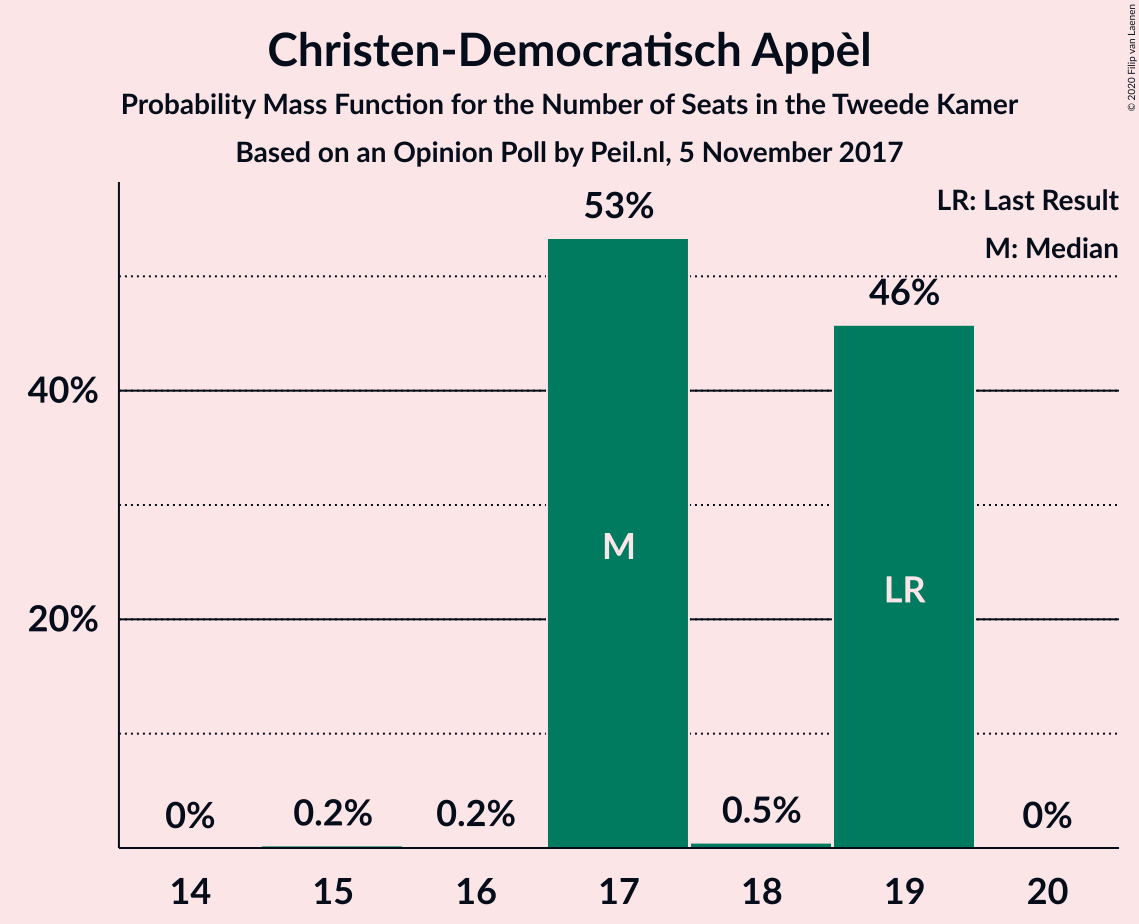 Christen-Democratisch Appèl
Probability Mass Function for the Number of Seats in the Tweede Kamer
Based on an Opinion Poll by Peil.nl, 5 November 2017
© 2020 Filip van Laenen
LR: Last Result
M: Median
53%
46%
40%
M
LR
20%
0%
0.2%
0.2%
0.5%
0%
14 15 16 17 18 19 20